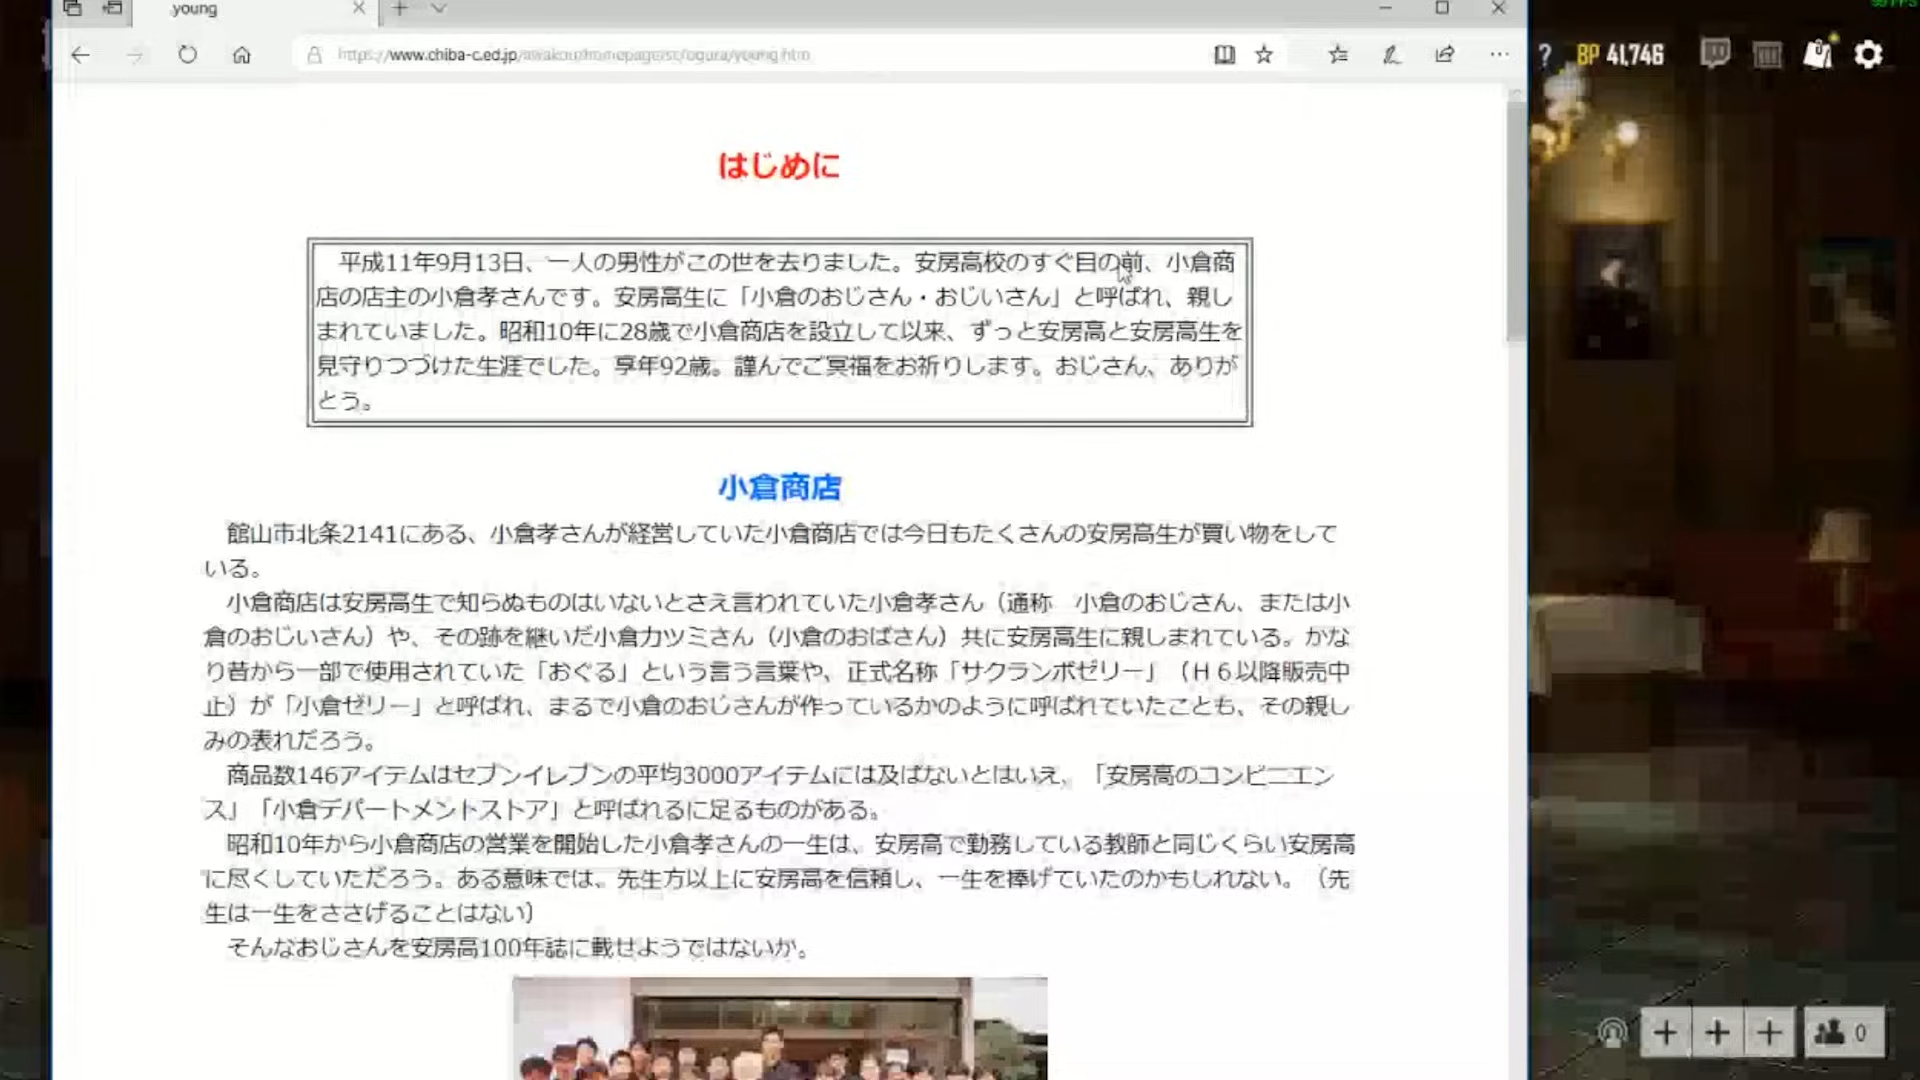 young
https://www.chiba-c.ed.jp/awakou/homepage/st/ogura/young.htm
? BP 41,746
はじめに
平成11年9月13日、一人の男性がこの世を去りました。安房高校のすぐ目の前、小倉商
店の店主の小倉孝さんです。安房高生に「小倉のおじさん・おじいさん」と呼ばれ、親し
まれていました。昭和10年に28歳で小倉商店を設立して以来、ずっと安房高と安房高生を
見守りつづけた生涯でした。享年92歳。謹んでご冥福をお祈りします。おじさん、ありが
とう。
小倉商店
館山市北条2141にある、小倉孝さんが経営していた小倉商店では今日もたくさんの安房高生が買い物をして
いる。
小倉商店は安房高生で知らぬものはいないとさえ言われていた小倉孝さん（通称　小倉のおじさん、または小
倉のおじいさん）や、その跡を継いだ小倉カツミさん（小倉のおばさん）共に安房高生に親しまれている。かな
り昔から一部で使用されていた「おぐる」という言う言葉や、正式名称「サクランボゼリー」（Ｈ６以降販売中
止）が「小倉ゼリー」と呼ばれ、まるで小倉のおじさんが作っているかのように呼ばれていたことも、その親し
みの表れだろう。
商品数146アイテムはセブンイレブンの平均3000アイテムには及ばないとはいえ、「安房高のコンビニエン
ス」「小倉デパートメントストア」と呼ばれるに足るものがある。
昭和10年から小倉商店の営業を開始した小倉孝さんの一生は、安房高で勤務している教師と同じくらい安房高
に尽くしていただろう。ある意味では、先生方以上に安房高を信頼し、一生を捧げていたのかもしれない。（先
生は一生をささげることはない）
そんなおじさんを安房高100年誌に載せようではないか。
0